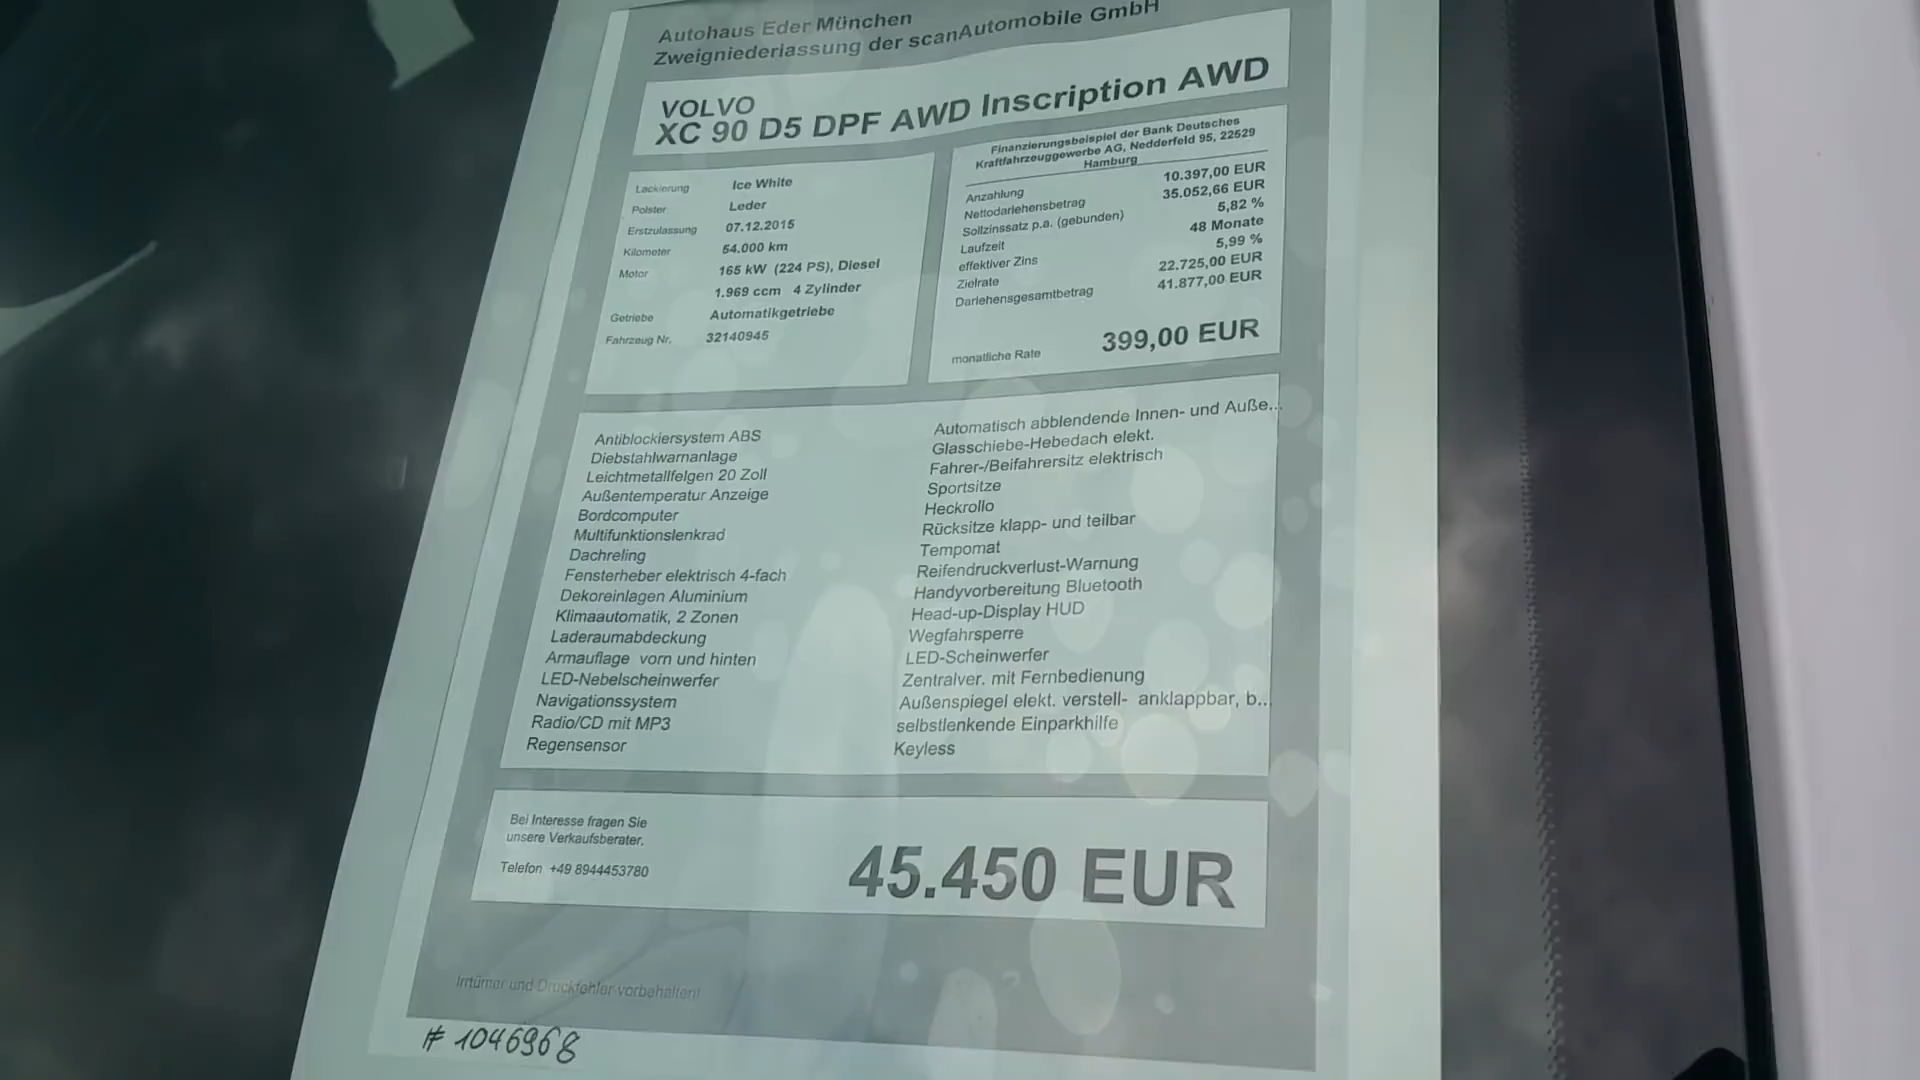 Autohaus Eder München
Zweigniederlassung der scanAutomobile GmbH
VOLVO
XC 90 D5 DPF AWD Inscription AWD
Lackierung Ice White
Polster Leder
Erstzulassung 07.12.2015
Kilometer 54.000 km
Motor 165 kW (224 PS), Diesel
1.969 ccm 4 Zylinder
Getriebe Automatikgetriebe
Fahrzeug Nr. 32140945
Finanzierungsbeispiel der Bank Deutsches
Kraftfahrzeuggewerbe AG, Nedderfeld 95, 22529
Hamburg
Anzahlung 10.397,00 EUR
Nettodarlehensbetrag 35.052,66 EUR
Sollzinssatz p.a. (gebunden) 5,82 %
Laufzeit 48 Monate
effektiver Zins 5,99 %
Zielrate 22.725,00 EUR
Darlehensgesamtbetrag 41.877,00 EUR
monatliche Rate 399,00 EUR
Antiblockiersystem ABS
Diebstahlwarnanlage
Leichtmetallfelgen 20 Zoll
Außentemperatur Anzeige
Bordcomputer
Multifunktionslenkrad
Dachreling
Fensterheber elektrisch 4-fach
Dekoreinlagen Aluminium
Klimaautomatik, 2 Zonen
Laderaumabdeckung
Armauflage vorn und hinten
LED-Nebelscheinwerfer
Navigationssystem
Radio/CD mit MP3
Regensensor
Automatisch abblendende Innen- und Auße...
Glasschiebe-Hebedach elekt.
Fahrer-/Beifahrersitz elektrisch
Sportsitze
Heckrollo
Rücksitze klapp- und teilbar
Tempomat
Reifendruckverlust-Warnung
Handyvorbereitung Bluetooth
Head-up-Display HUD
Wegfahrsperre
LED-Scheinwerfer
Zentralver. mit Fernbedienung
Außenspiegel elekt. verstell- anklappbar, b...
selbstlenkende Einparkhilfe
Keyless
Bei Interesse fragen Sie
unsere Verkaufsberater.
Telefon +49 8944453780
45.450 EUR
Irrtümer und Druckfehler vorbehalten!
# 1046968